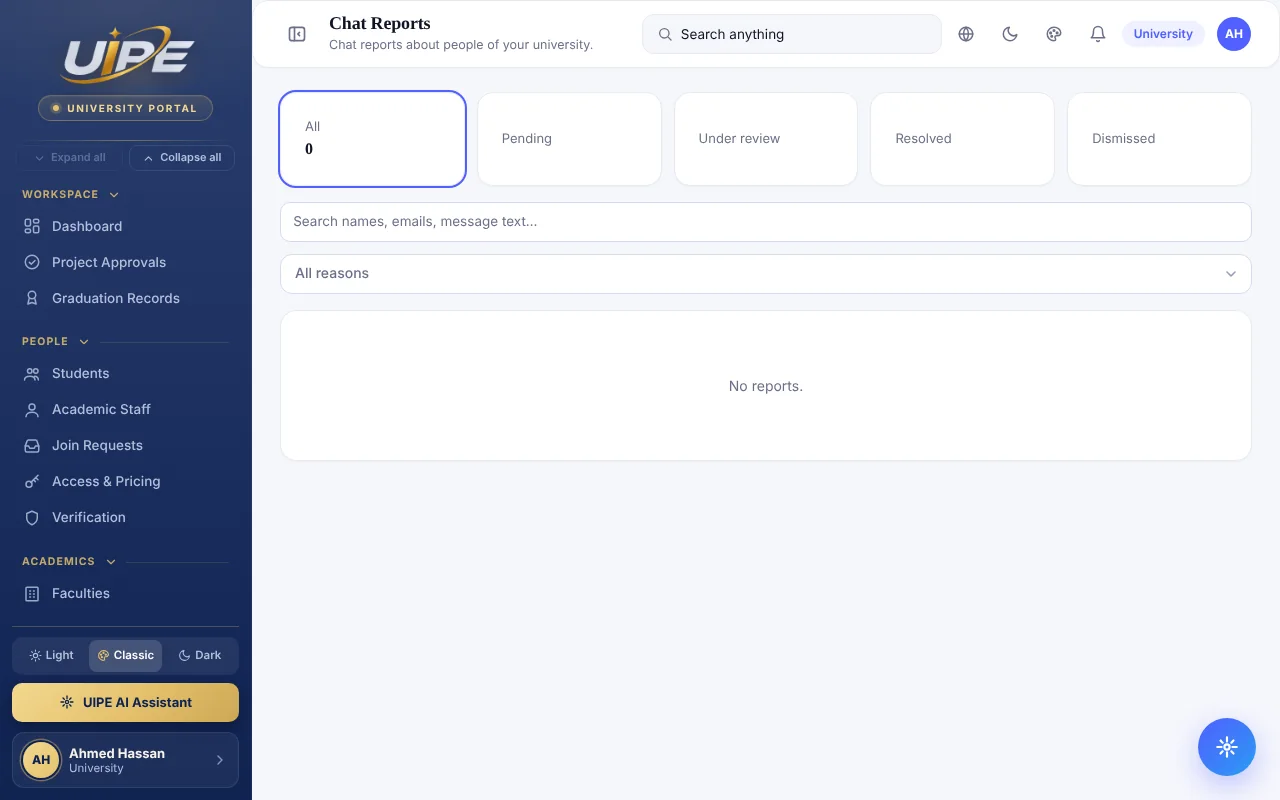 UIPE
UNIVERSITY PORTAL
Expand all
Collapse all
WORKSPACE
Dashboard
Project Approvals
Graduation Records
PEOPLE
Students
Academic Staff
Join Requests
Access & Pricing
Verification
ACADEMICS
Faculties
Light
Classic
Dark
UIPE AI Assistant
AH
Ahmed Hassan
University
Chat Reports
Chat reports about people of your university.
Search anything
University
AH
All
0
Pending
Under review
Resolved
Dismissed
Search names, emails, message text...
All reasons
No reports.